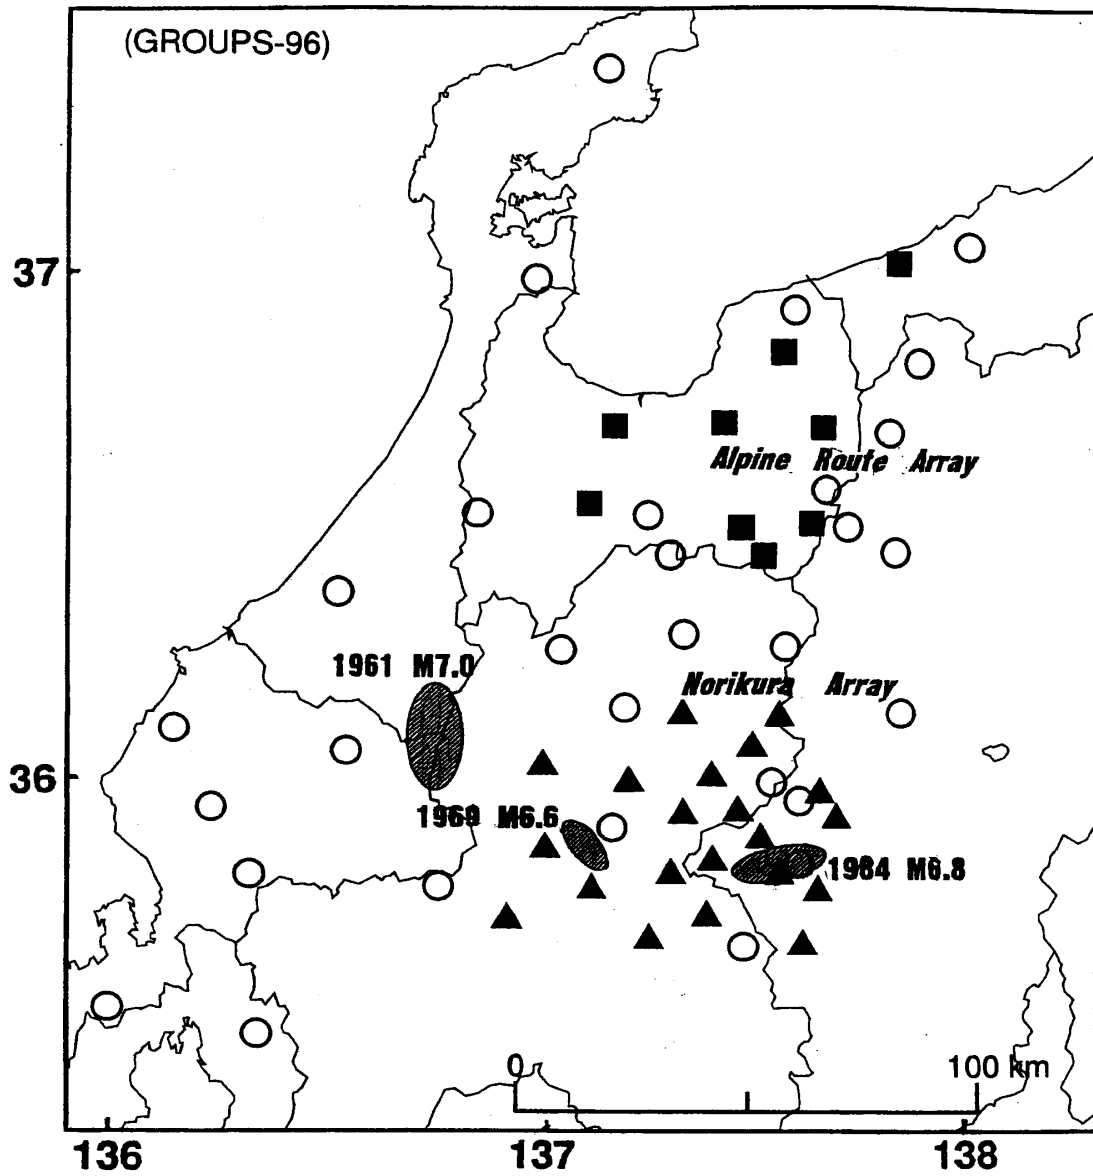 (GROUPS-96)
37
Alpine Route Array
1961 M7.0
Norikura Array
36
1969 M6.6
1984 M6.8
0
100 km
136
137
138